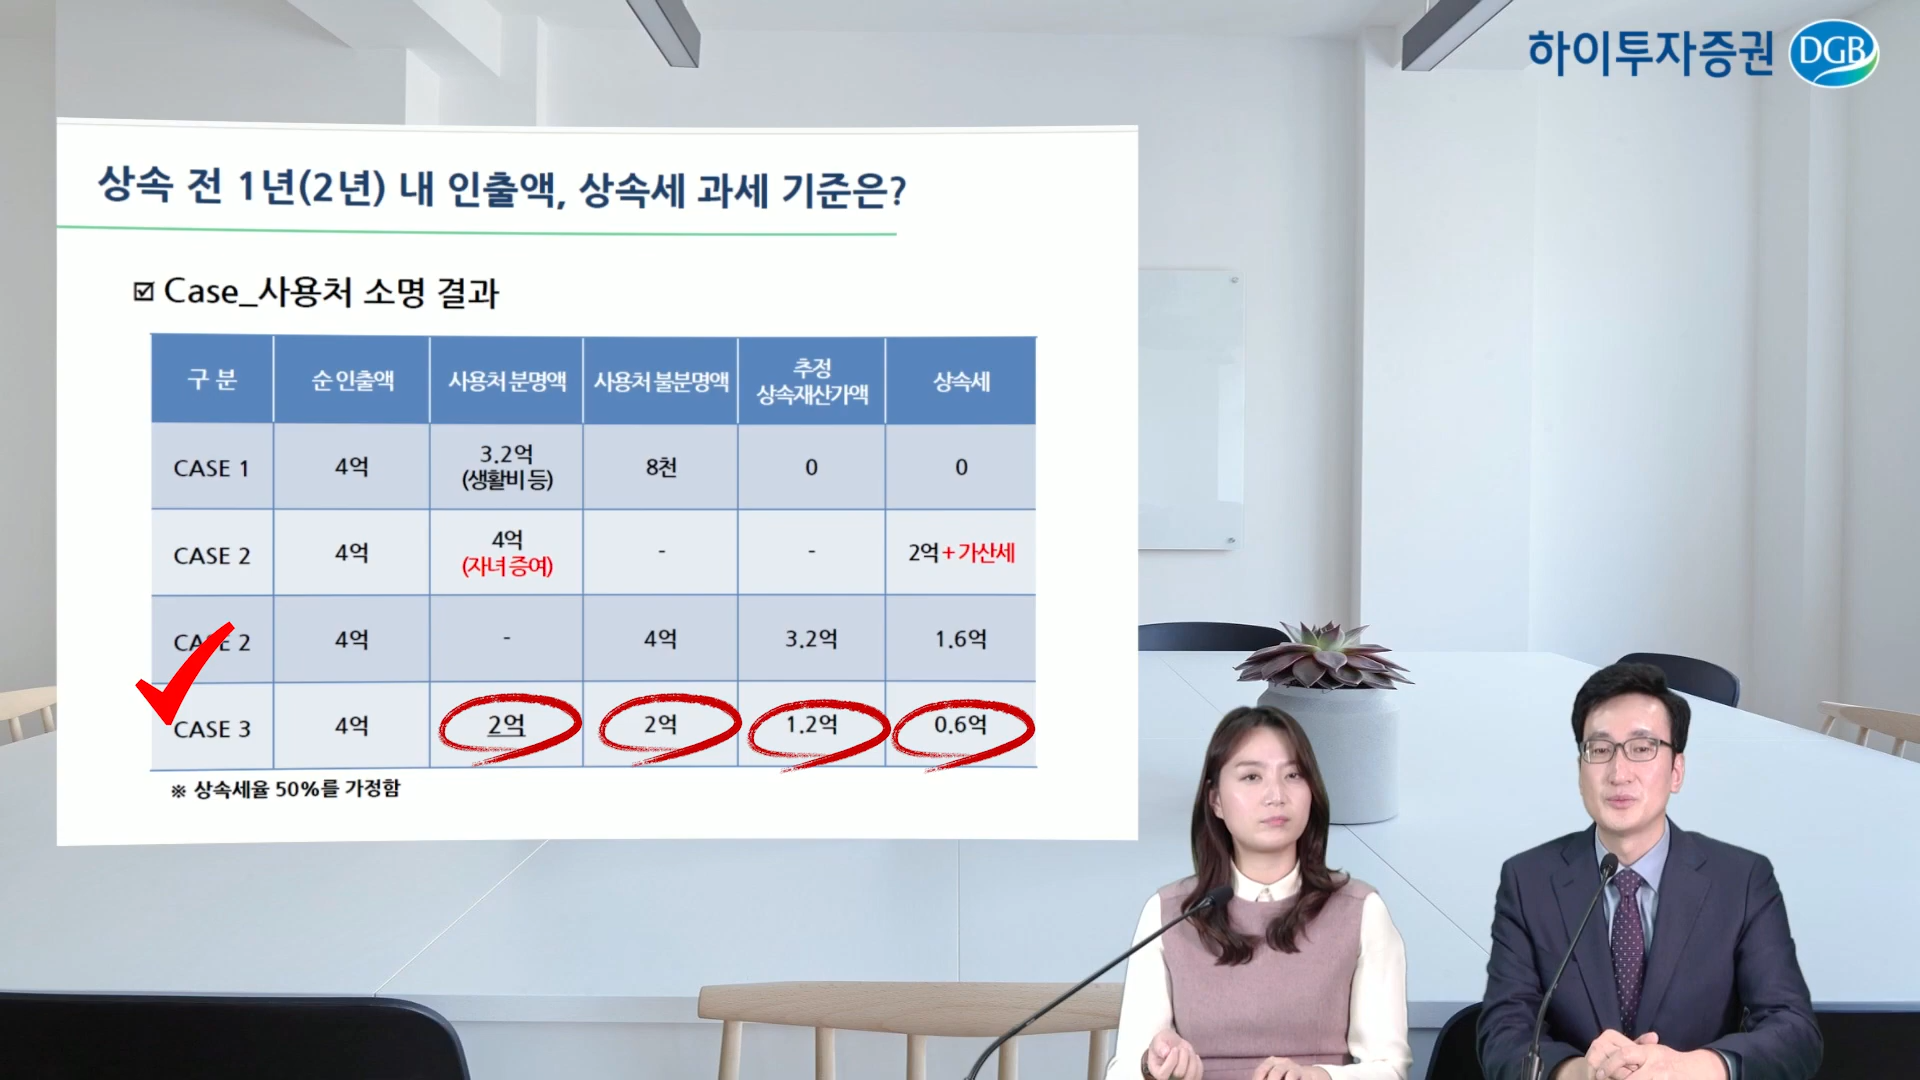 하이투자증권 DGB
상속 전 1년(2년) 내 인출액, 상속세 과세 기준은?
☑ Case_사용처 소명 결과
구 분 순 인출액 사용처 분명액 사용처 불분명액 추정 상속재산가액 상속세
CASE 1 4억 3.2억 (생활비 등) 8천 0 0
CASE 2 4억 4억 (자녀 증여) - - 2억 + 가산세
CASE 2 4억 - 4억 3.2억 1.6억
CASE 3 4억 2억 2억 1.2억 0.6억
※ 상속세율 50%를 가정함